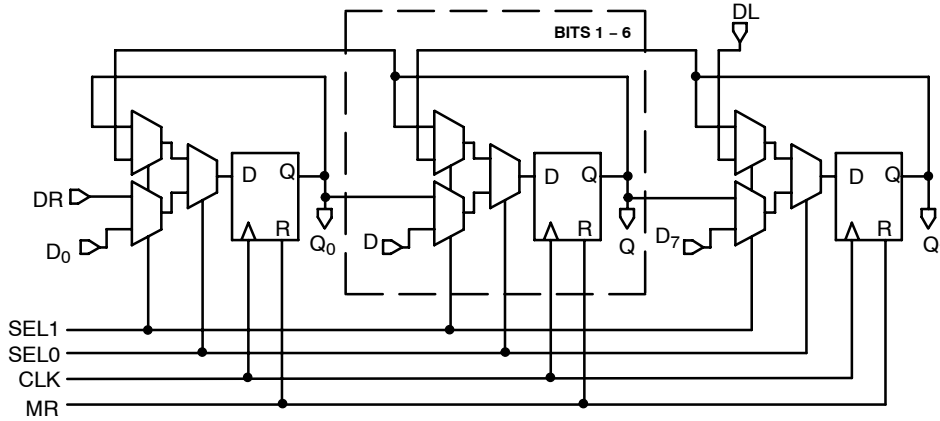 BITS 1 – 6
DL
D Q
R
D Q
R
D Q
R
DR
D0
Q0
D
Q
D7
Q
SEL1
SEL0
CLK
MR